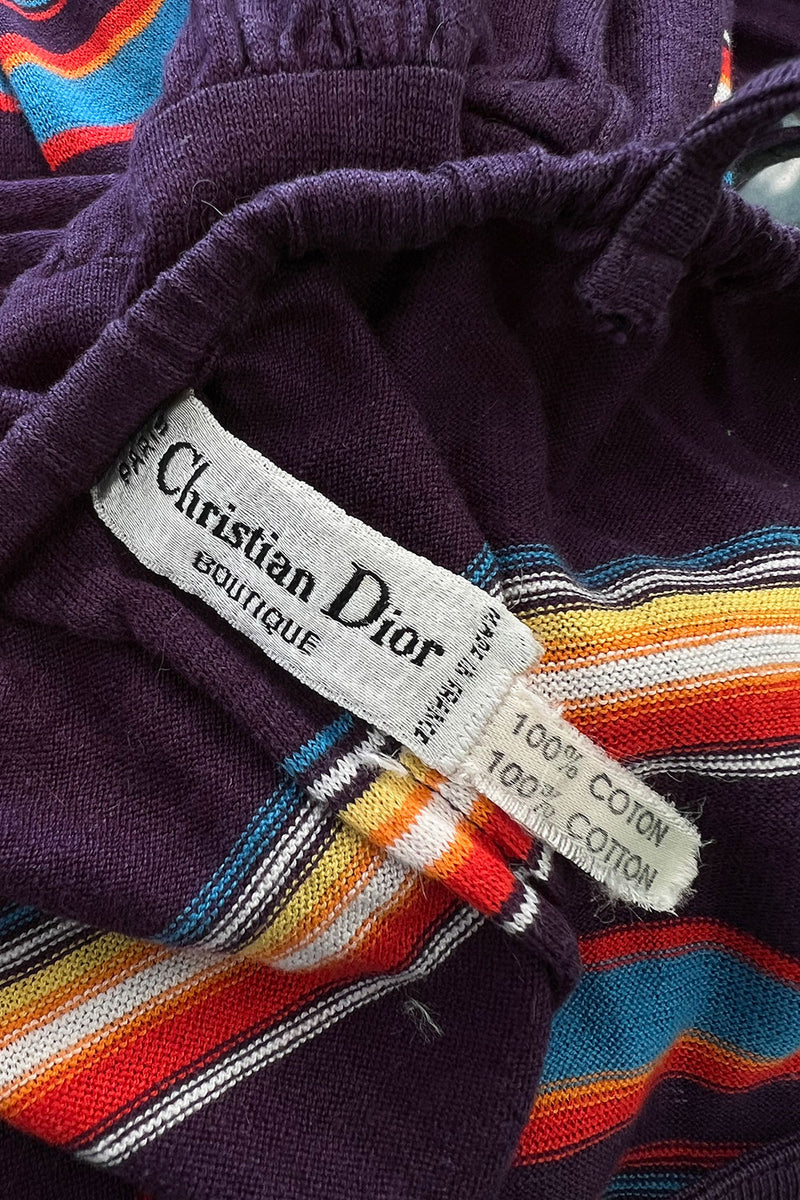 PARIS
Christian Dior
BOUTIQUE
MADE IN FRANCE
100% COTON
100% COTTON